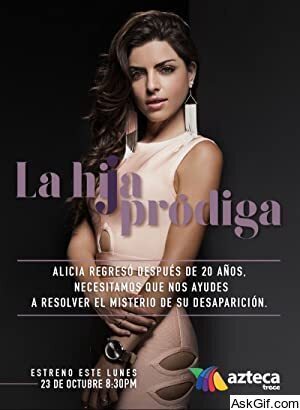 La hija
pródiga
ALICIA REGRESÓ DESPUÉS DE 20 AÑOS,
NECESITAMOS QUE NOS AYUDES
A RESOLVER EL MISTERIO DE SU DESAPARICIÓN.
ESTRENO ESTE LUNES
23 DE OCTUBRE 8:30PM
azteca
trece
AskGif.com